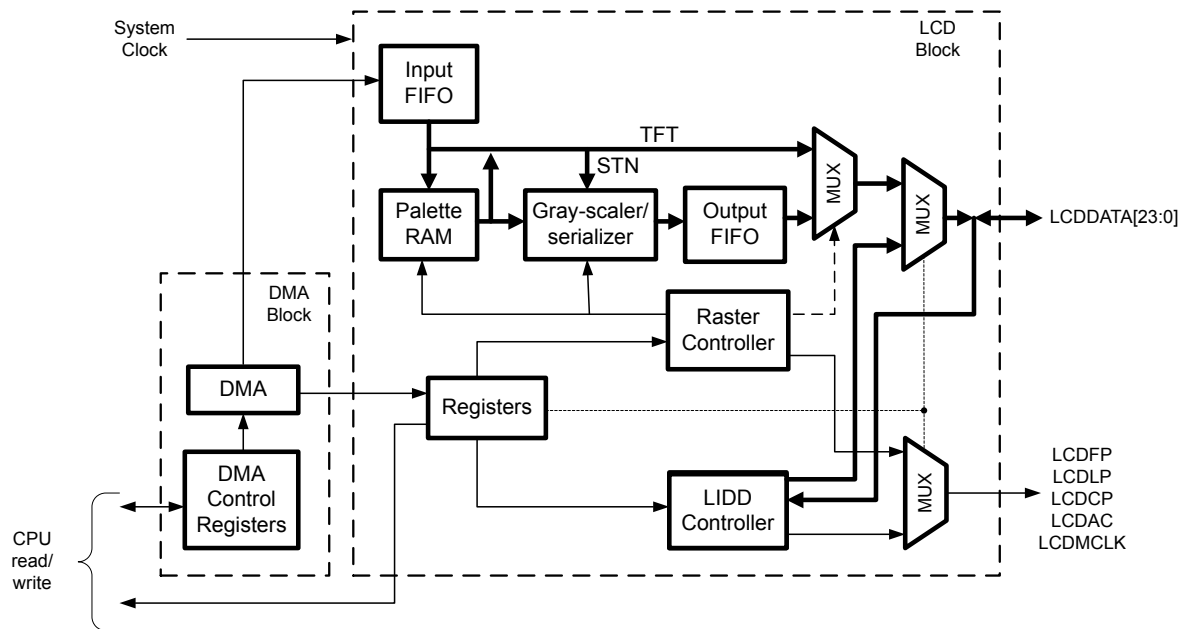 System
Clock
LCD
Block
Input
FIFO
TFT
STN
MUX
MUX
Palette
RAM
Gray-scaler/
serializer
Output
FIFO
LCDDATA[23:0]
DMA
Block
Raster
Controller
DMA
Registers
DMA
Control
Registers
LIDD
Controller
MUX
LCDFP
LCDLP
LCDCP
LCDAC
LCDMCLK
CPU
read/
write